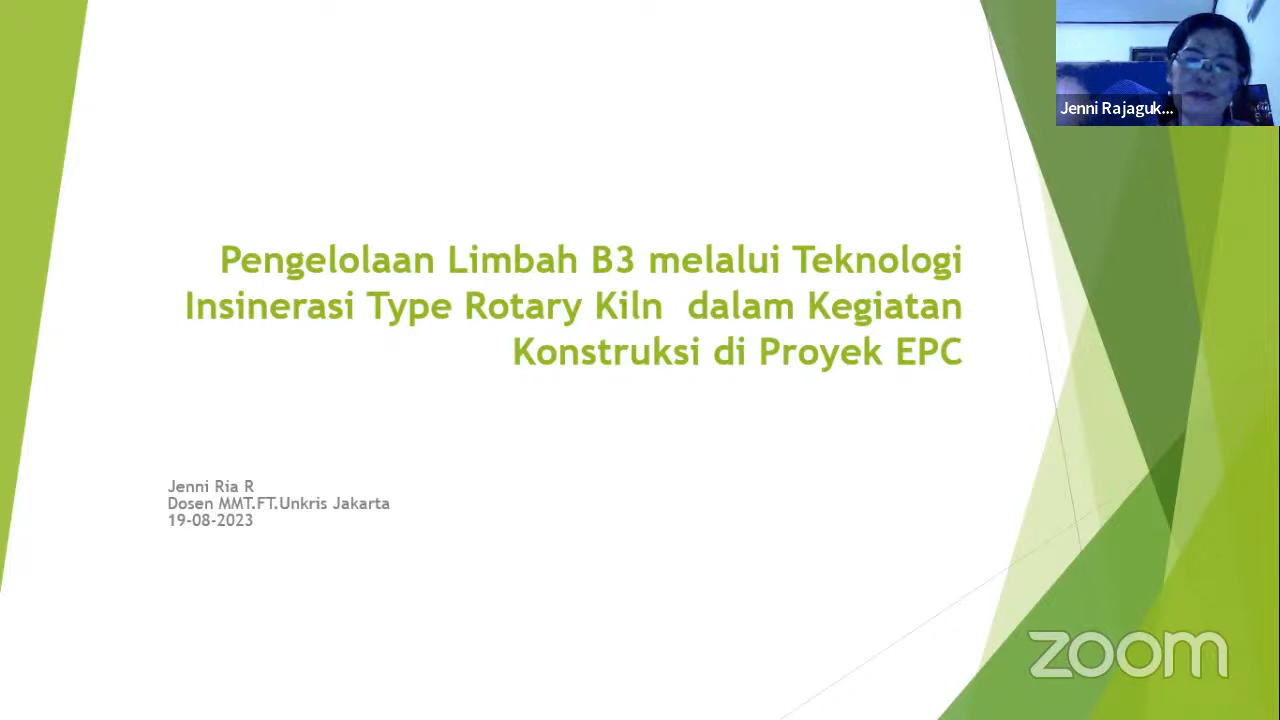 Jenni Rajaguk...
Pengelolaan Limbah B3 melalui Teknologi
Insinerasi Type Rotary Kiln dalam Kegiatan
Konstruksi di Proyek EPC
Jenni Ria R
Dosen MMT.FT.Unkris Jakarta
19-08-2023
zoom